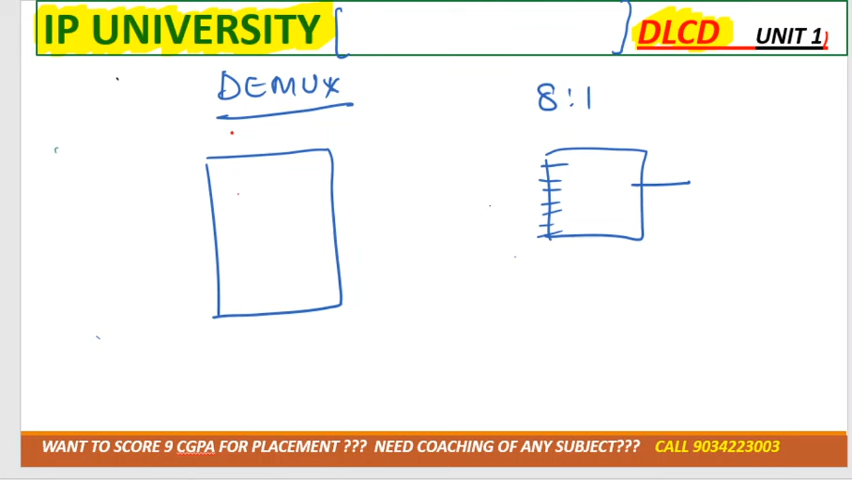 IP UNIVERSITY DLCD UNIT 1)
DEMUX 8:1
WANT TO SCORE 9 CGPA FOR PLACEMENT ??? NEED COACHING OF ANY SUBJECT??? CALL 9034223003